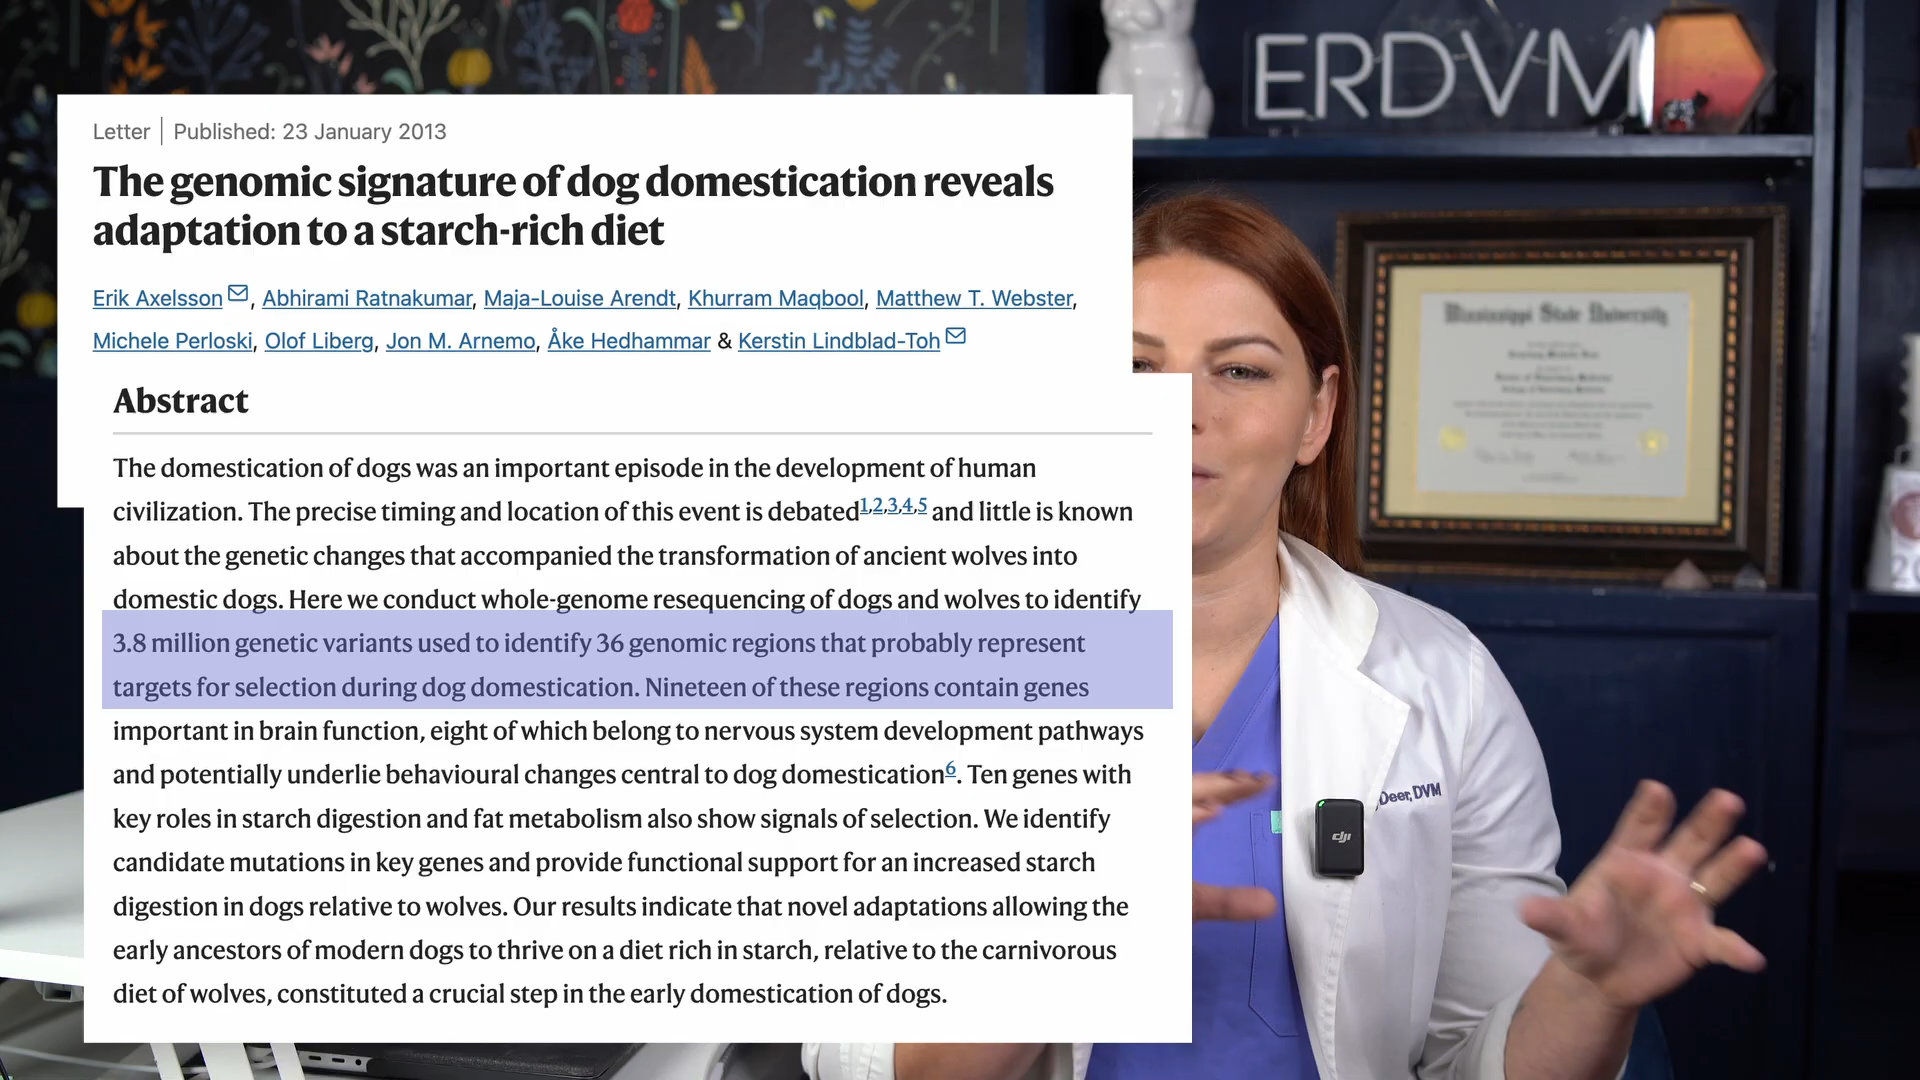 ERDVM
Letter | Published: 23 January 2013
The genomic signature of dog domestication reveals
adaptation to a starch-rich diet
Erik Axelsson, Abhirami Ratnakumar, Maja-Louise Arendt, Khurram Maqbool, Matthew T. Webster,
Michele Perloski, Olof Liberg, Jon M. Arnemo, Åke Hedhammar & Kerstin Lindblad-Toh
Abstract
The domestication of dogs was an important episode in the development of human
civilization. The precise timing and location of this event is debated1,2,3,4,5 and little is known
about the genetic changes that accompanied the transformation of ancient wolves into
domestic dogs. Here we conduct whole-genome resequencing of dogs and wolves to identify
3.8 million genetic variants used to identify 36 genomic regions that probably represent
targets for selection during dog domestication. Nineteen of these regions contain genes
important in brain function, eight of which belong to nervous system development pathways
and potentially underlie behavioural changes central to dog domestication6. Ten genes with
key roles in starch digestion and fat metabolism also show signals of selection. We identify
candidate mutations in key genes and provide functional support for an increased starch
digestion in dogs relative to wolves. Our results indicate that novel adaptations allowing the
early ancestors of modern dogs to thrive on a diet rich in starch, relative to the carnivorous
diet of wolves, constituted a crucial step in the early domestication of dogs.
Mississippi State University
Deer, DVM
dji
20